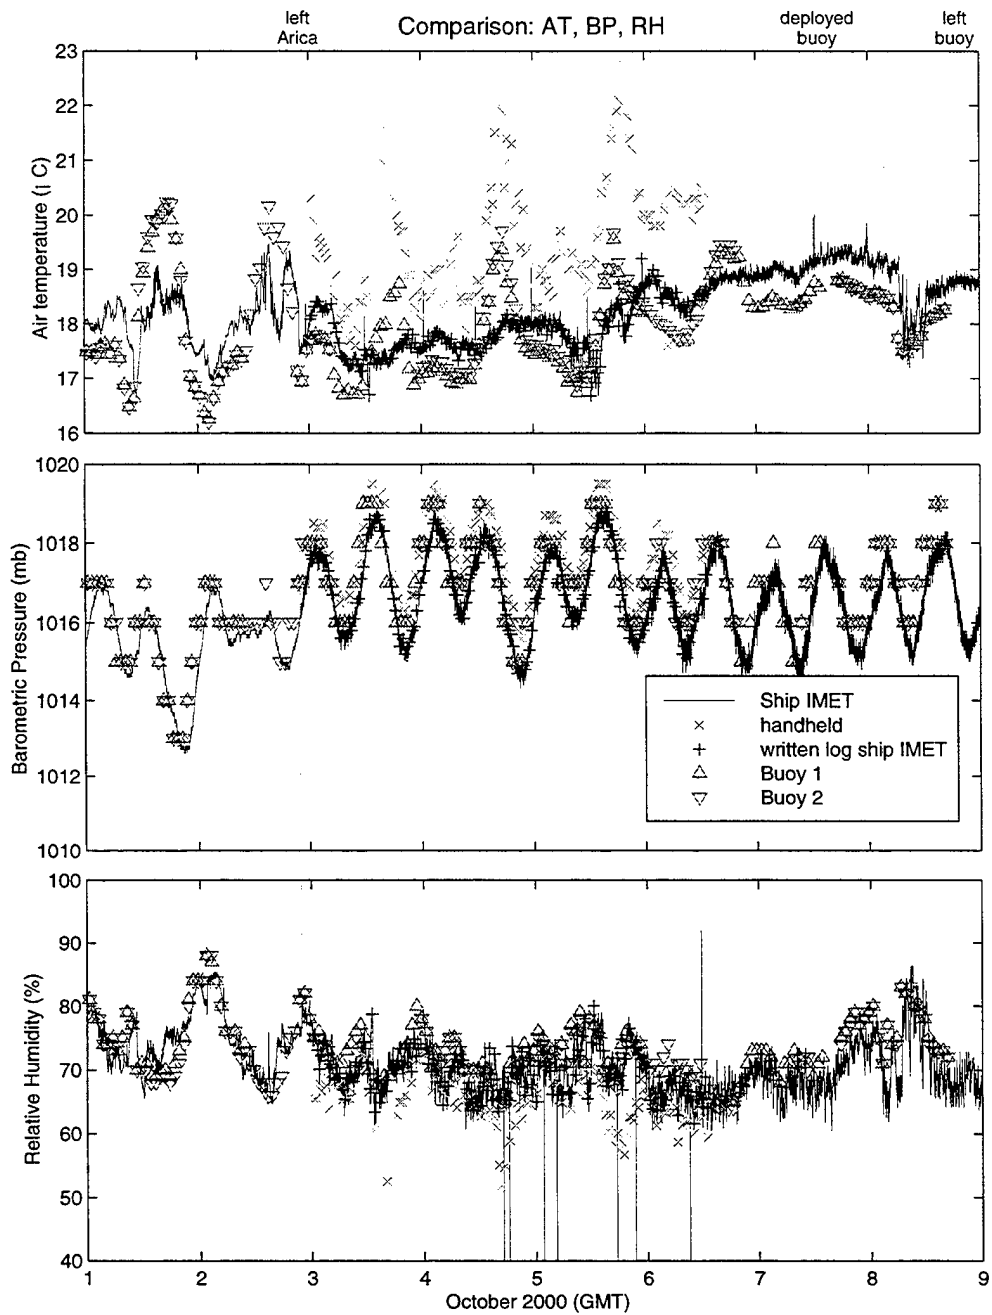 left
Arica
Comparison: AT, BP, RH
deployed
buoy
left
buoy
Air temperature (ı C)
23
22
21
20
19
18
17
16
Barometric Pressure (mb)
1020
1018
1016
1014
1012
1010
Ship IMET
handheld
written log ship IMET
Buoy 1
Buoy 2
Relative Humidity (%)
100
90
80
70
60
50
40
1 2 3 4 5 6 7 8 9
October 2000 (GMT)